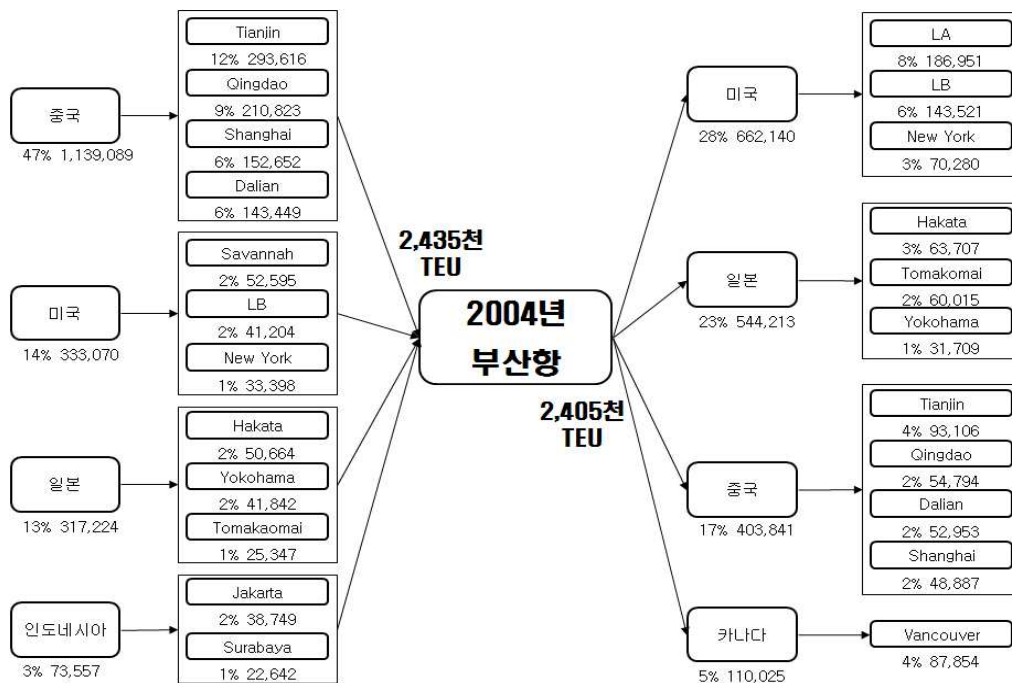 중국
47% 1,139,089
Tianjin
12% 293,616
Qingdao
9% 210,823
Shanghai
6% 152,652
Dalian
6% 143,449
미국
14% 333,070
Savannah
2% 52,595
LB
2% 41,204
New York
1% 33,398
일본
13% 317,224
Hakata
2% 50,664
Yokohama
2% 41,842
Tomakaomai
1% 25,347
인도네시아
3% 73,557
Jakarta
2% 38,749
Surabaya
1% 22,642
2,435천
TEU
2004년
부산항
2,405천
TEU
미국
28% 662,140
LA
8% 186,951
LB
6% 143,521
New York
3% 70,280
일본
23% 544,213
Hakata
3% 63,707
Tomakomai
2% 60,015
Yokohama
1% 31,709
중국
17% 403,841
Tianjin
4% 93,106
Qingdao
2% 54,794
Dalian
2% 52,953
Shanghai
2% 48,887
카나다
5% 110,025
Vancouver
4% 87,854